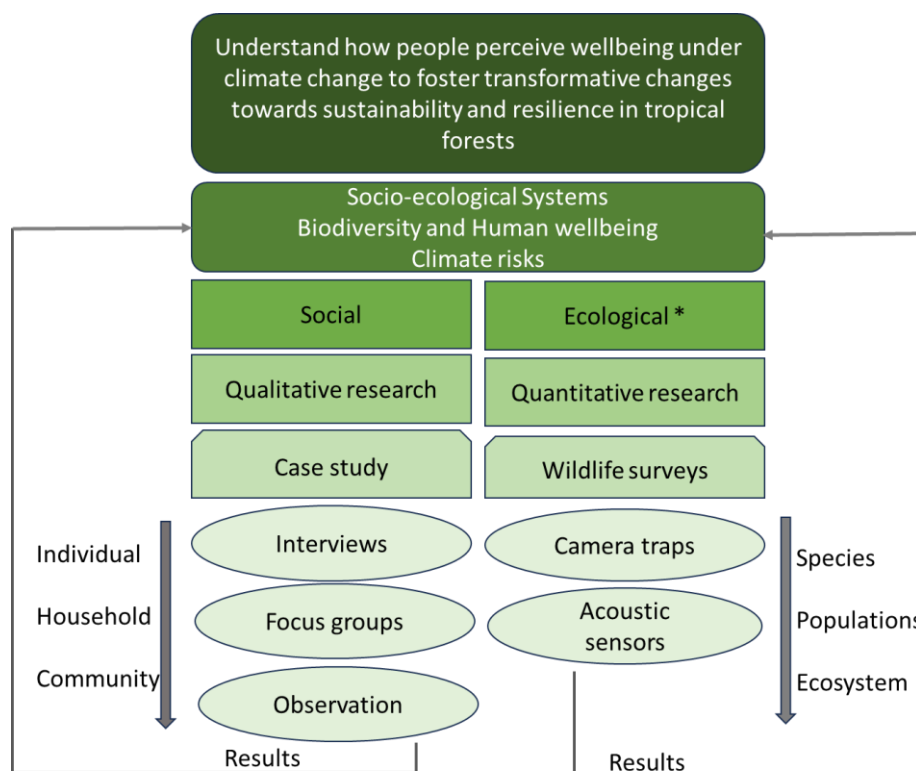 Understand how people perceive wellbeing under
climate change to foster transformative changes
towards sustainability and resilience in tropical
forests
Socio-ecological Systems
Biodiversity and Human wellbeing
Climate risks
Social
Ecological *
Qualitative research
Quantitative research
Case study
Wildlife surveys
Individual
Household
Community
Interviews
Focus groups
Observation
Camera traps
Acoustic
sensors
Species
Populations
Ecosystem
Results
Results